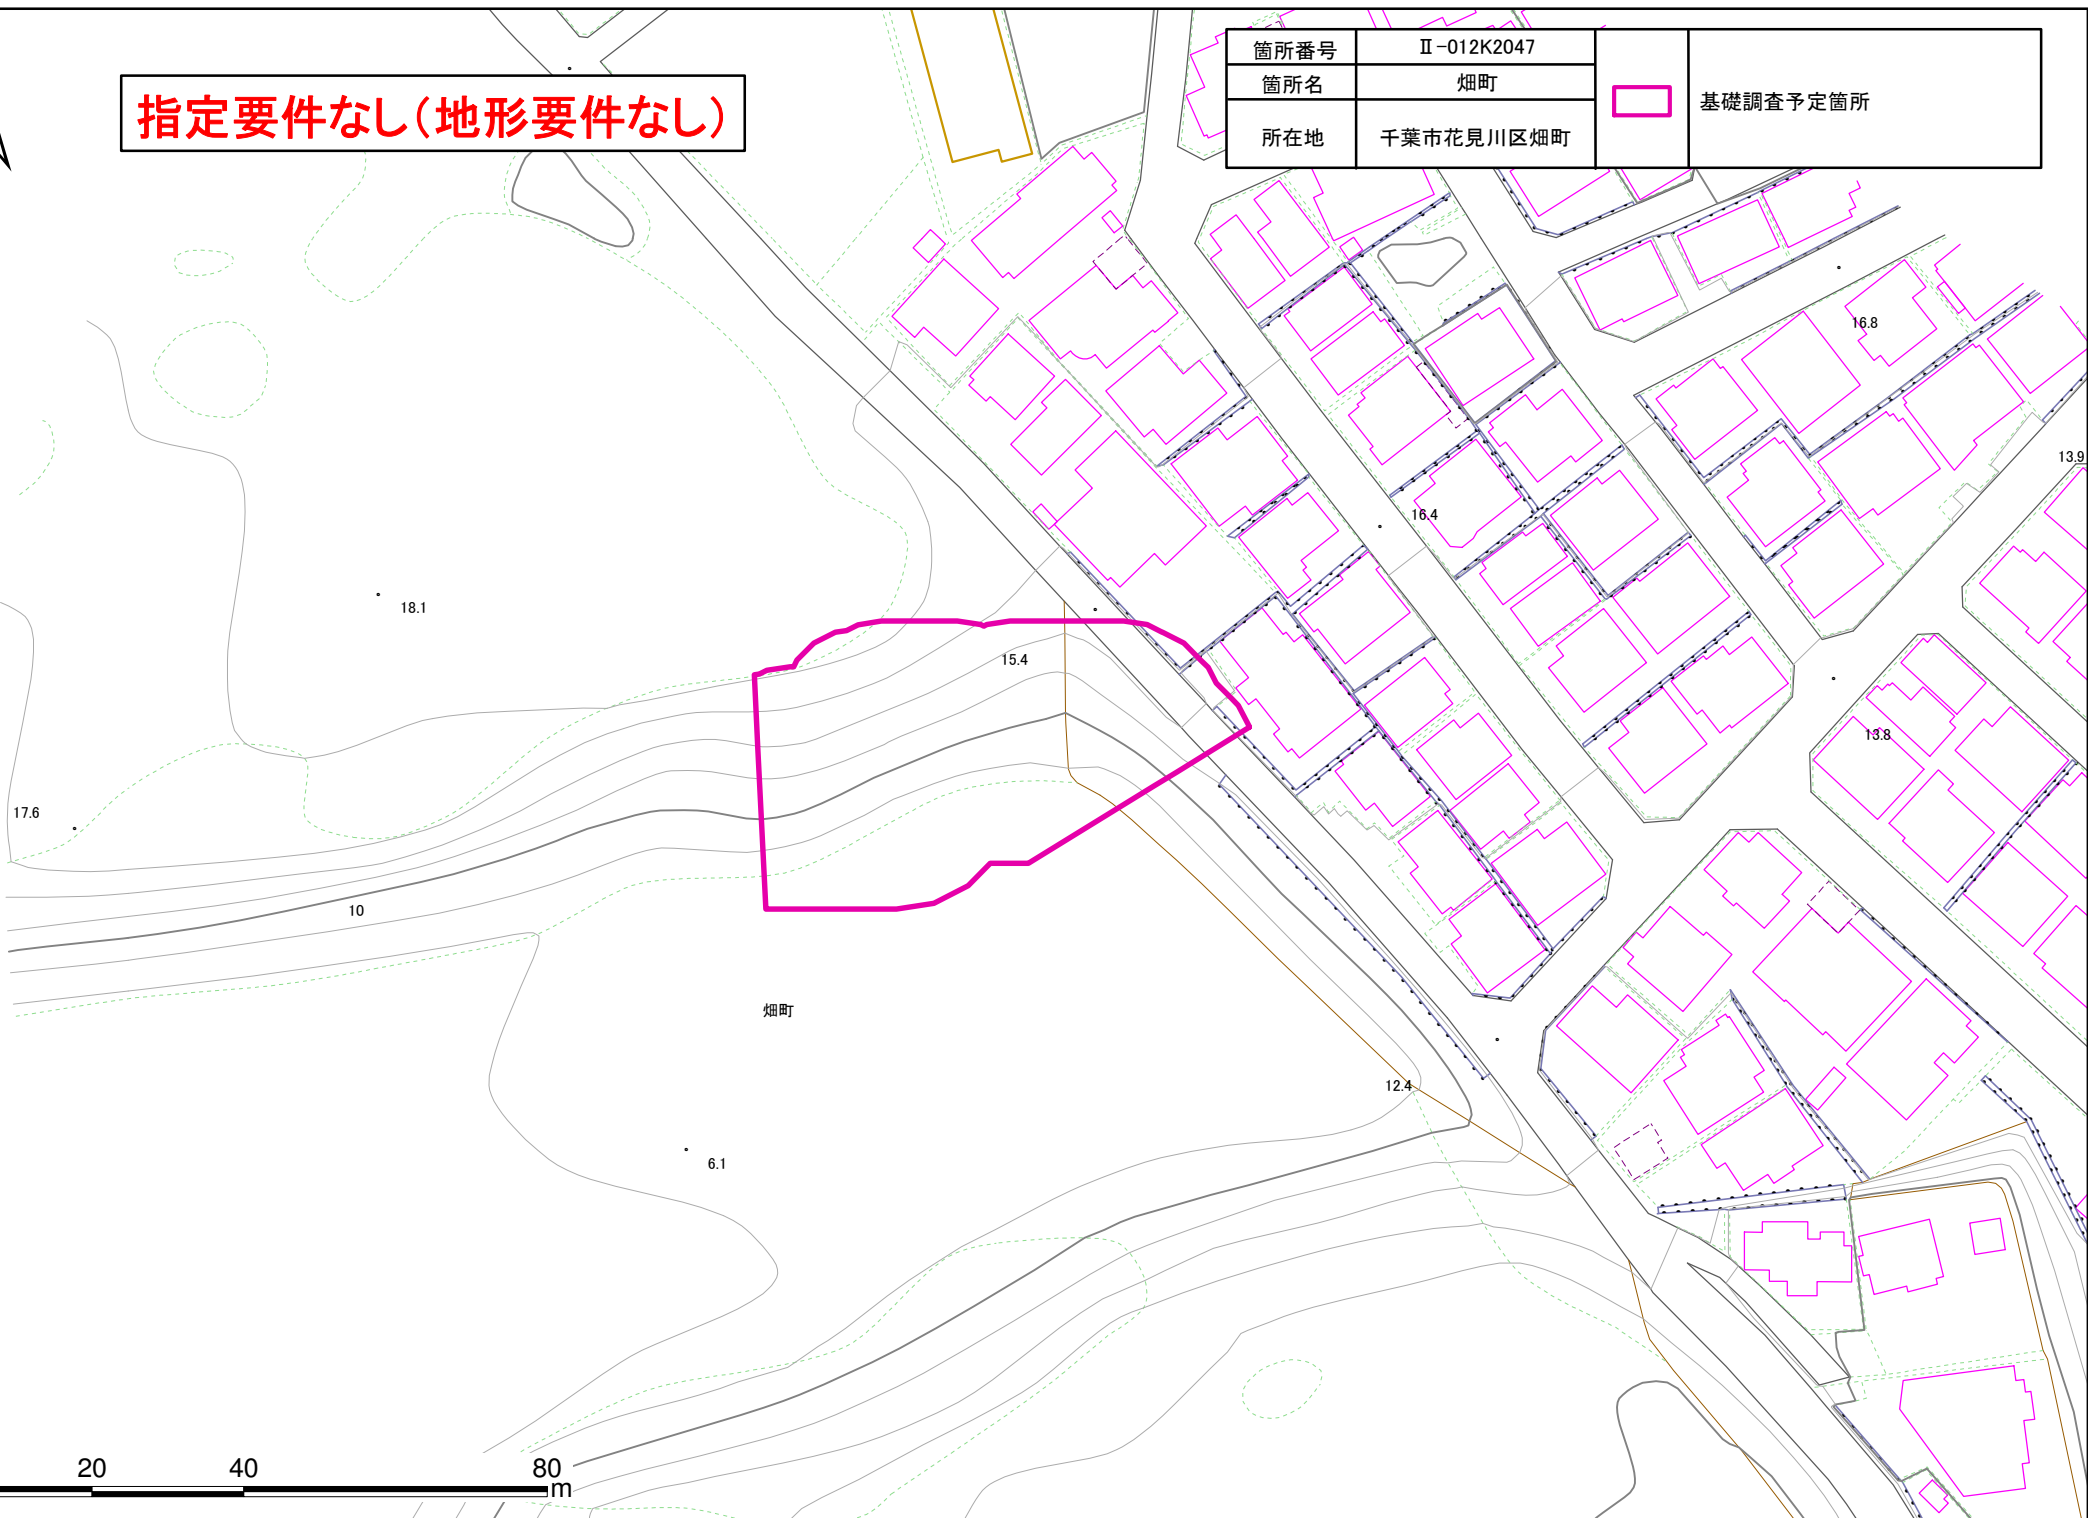 指定要件なし(地形要件なし)
箇所番号 Ⅱ-012K2047
箇所名 畑町
所在地 千葉市花見川区畑町
基礎調査予定箇所
16.8
13.9
16.4
18.1
15.4
13.8
17.6
10
畑町
12.4
6.1
20 40 80
m